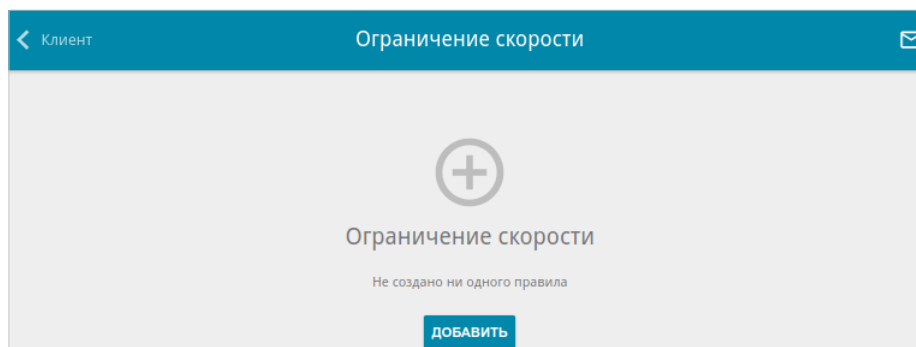 Клиент
Ограничение скорости
Ограничение скорости
Не создано ни одного правила
ДОБАВИТЬ